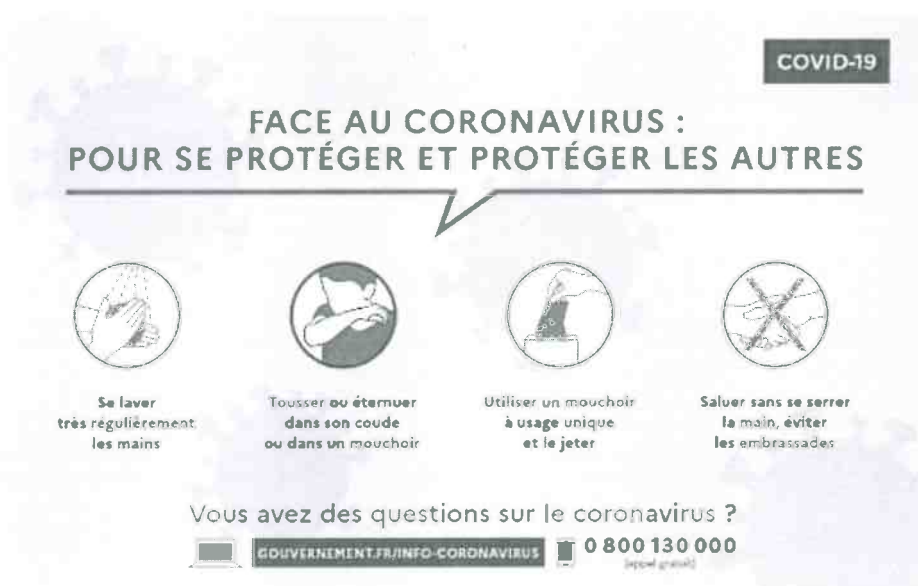 COVID-19
FACE AU CORONAVIRUS :
POUR SE PROTÉGER ET PROTÉGER LES AUTRES
Se laver
très régulièrement
les mains
Tousser ou éternuer
dans son coude
ou dans un mouchoir
Utiliser un mouchoir
à usage unique
et le jeter
Saluer sans se serrer
la main, éviter
les embrassades
Vous avez des questions sur le coronavirus ?
GOUVERNEMENT.FR/INFO-CORONAVIRUS
0 800 130 000
(appel gratuit)